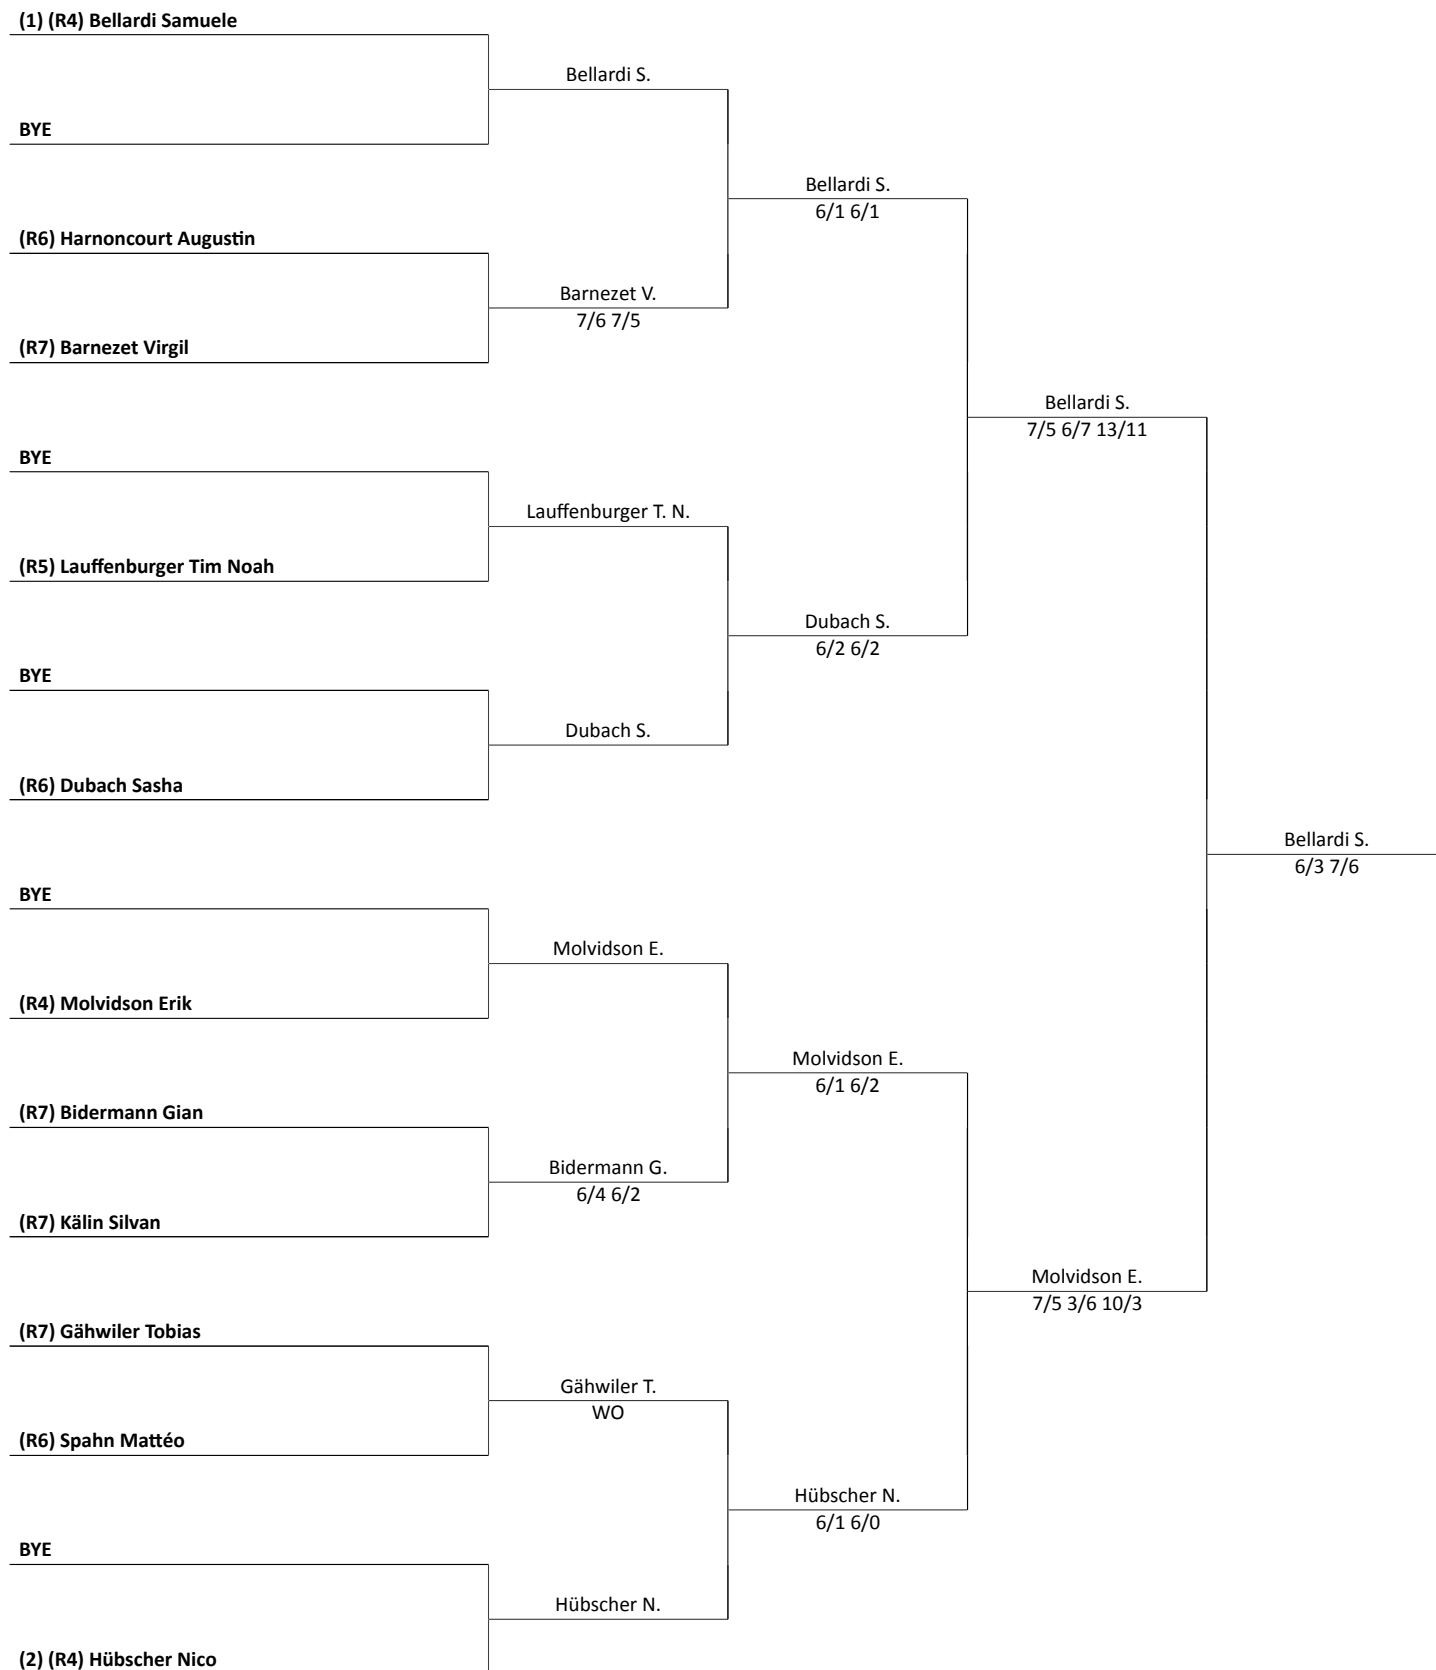 (1) (R4) Bellardi Samuele
Bellardi S.
BYE
Bellardi S.
6/1 6/1
(R6) Harnoncourt Augustin
Barnezet V.
7/6 7/5
(R7) Barnezet Virgil
Bellardi S.
7/5 6/7 13/11
BYE
Lauffenburger T. N.
(R5) Lauffenburger Tim Noah
Dubach S.
6/2 6/2
BYE
Dubach S.
(R6) Dubach Sasha
Bellardi S.
6/3 7/6
BYE
Molvidson E.
(R4) Molvidson Erik
Molvidson E.
6/1 6/2
(R7) Bidermann Gian
Bidermann G.
6/4 6/2
(R7) Kälin Silvan
Molvidson E.
7/5 3/6 10/3
(R7) Gähwiler Tobias
Gähwiler T.
WO
(R6) Spahn Mattéo
Hübscher N.
6/1 6/0
BYE
Hübscher N.
(2) (R4) Hübscher Nico